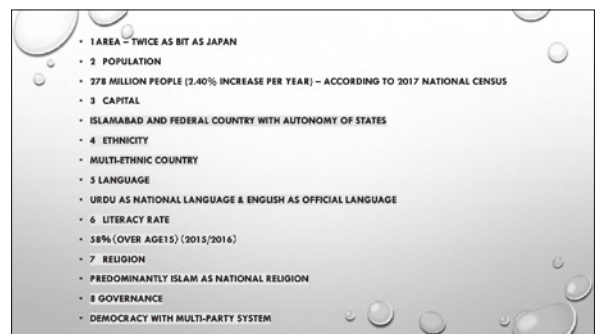 • 1 AREA – TWICE AS BIT AS JAPAN
• 2 POPULATION
• 278 MILLION PEOPLE (2.40% INCREASE PER YEAR) – ACCORDING TO 2017 NATIONAL CENSUS
• 3 CAPITAL
• ISLAMABAD AND FEDERAL COUNTRY WITH AUTONOMY OF STATES
• 4 ETHNICITY
• MULTI-ETHNIC COUNTRY
• 5 LANGUAGE
• URDU AS NATIONAL LANGUAGE & ENGLISH AS OFFICIAL LANGUAGE
• 6 LITERACY RATE
• 58%(OVER AGE15)(2015/2016)
• 7 RELIGION
• PREDOMINANTLY ISLAM AS NATIONAL RELIGION
• 8 GOVERNANCE
• DEMOCRACY WITH MULTI-PARTY SYSTEM